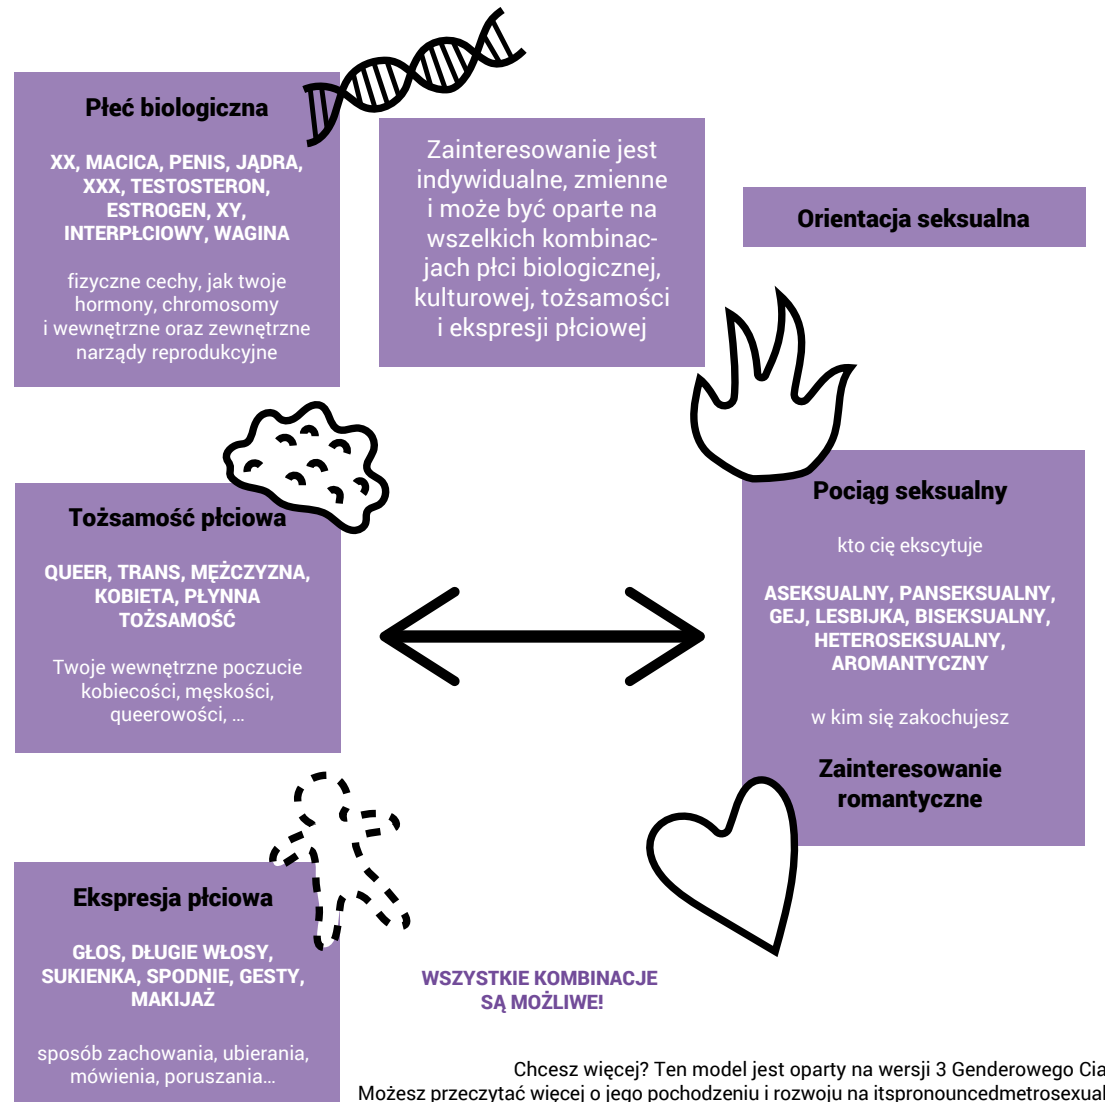 Płeć biologiczna
XX, MACICA, PENIS, JĄDRA,
XXX, TESTOSTERON,
ESTROGEN, XY,
INTERPŁCIOWY, WAGINA
fizyczne cechy, jak twoje
hormony, chromosomy
i wewnętrzne oraz zewnętrzne
narządy reprodukcyjne
Zainteresowanie jest
indywidualne, zmienne
i może być oparte na
wszelkich kombinac-
jach płci biologicznej,
kulturowej, tożsamości
i ekspresji płciowej
Orientacja seksualna
Tożsamość płciowa
QUEER, TRANS, MĘŻCZYZNA,
KOBIETA, PŁYNNA
TOŻSAMOŚĆ
Twoje wewnętrzne poczucie
kobiecości, męskości,
queerowości, ...
Pociąg seksualny
kto cię ekscytuje
ASEKSUALNY, PANSEKSUALNY,
GEJ, LESBIJKA, BISEKSUALNY,
HETEROSEKSUALNY,
AROMANTYCZNY
w kim się zakochujesz
Zainteresowanie
romantyczne
Ekspresja płciowa
GŁOS, DŁUGIE WŁOSY,
SUKIENKA, SPODNIE, GESTY,
MAKIJAŻ
sposób zachowania, ubierania,
mówienia, poruszania...
WSZYSTKIE KOMBINACJE
SĄ MOŻLIWE!
Chcesz więcej? Ten model jest oparty na wersji 3 Genderowego Cia
Możesz przeczytać więcej o jego pochodzeniu i rozwoju na itspronouncedmetrosexual